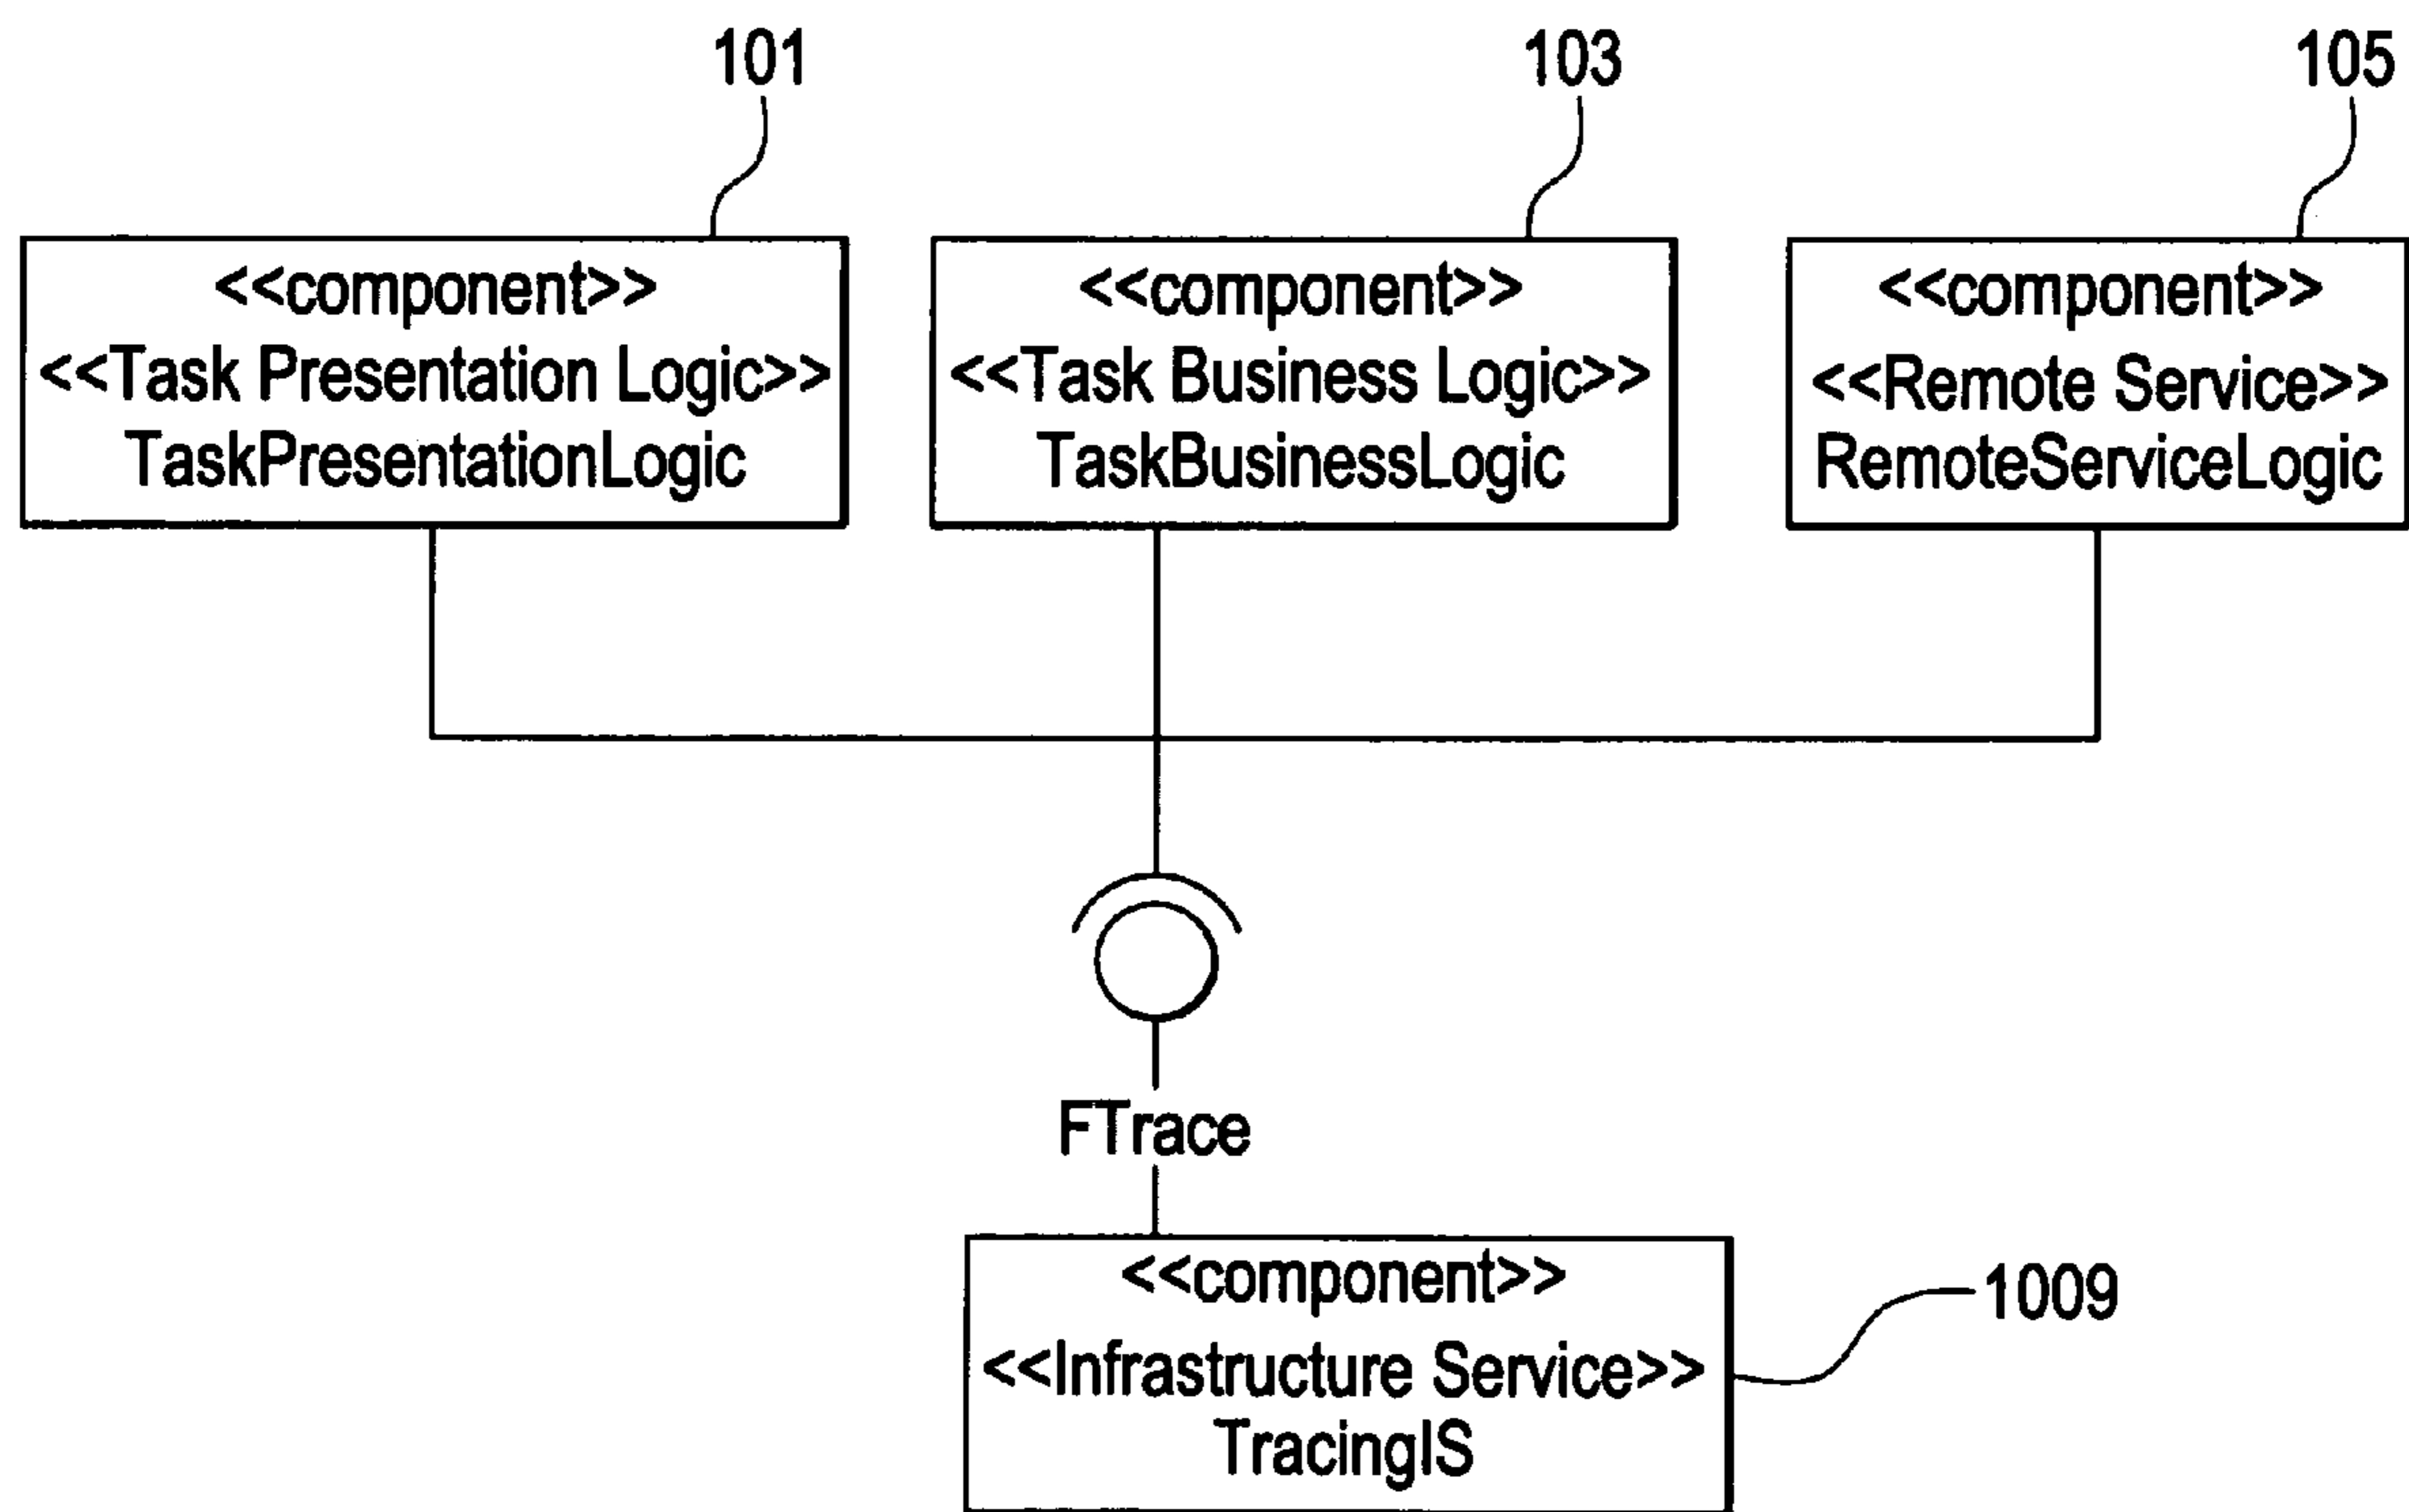 101
103
105
<<component>>
<<Task Presentation Logic>>
TaskPresentationLogic
<<component>>
<<Task Business Logic>>
TaskBusinessLogic
<<component>>
<<Remote Service>>
RemoteServiceLogic
FTrace
<<component>>
<<Infrastructure Service>>
TracingIS
1009